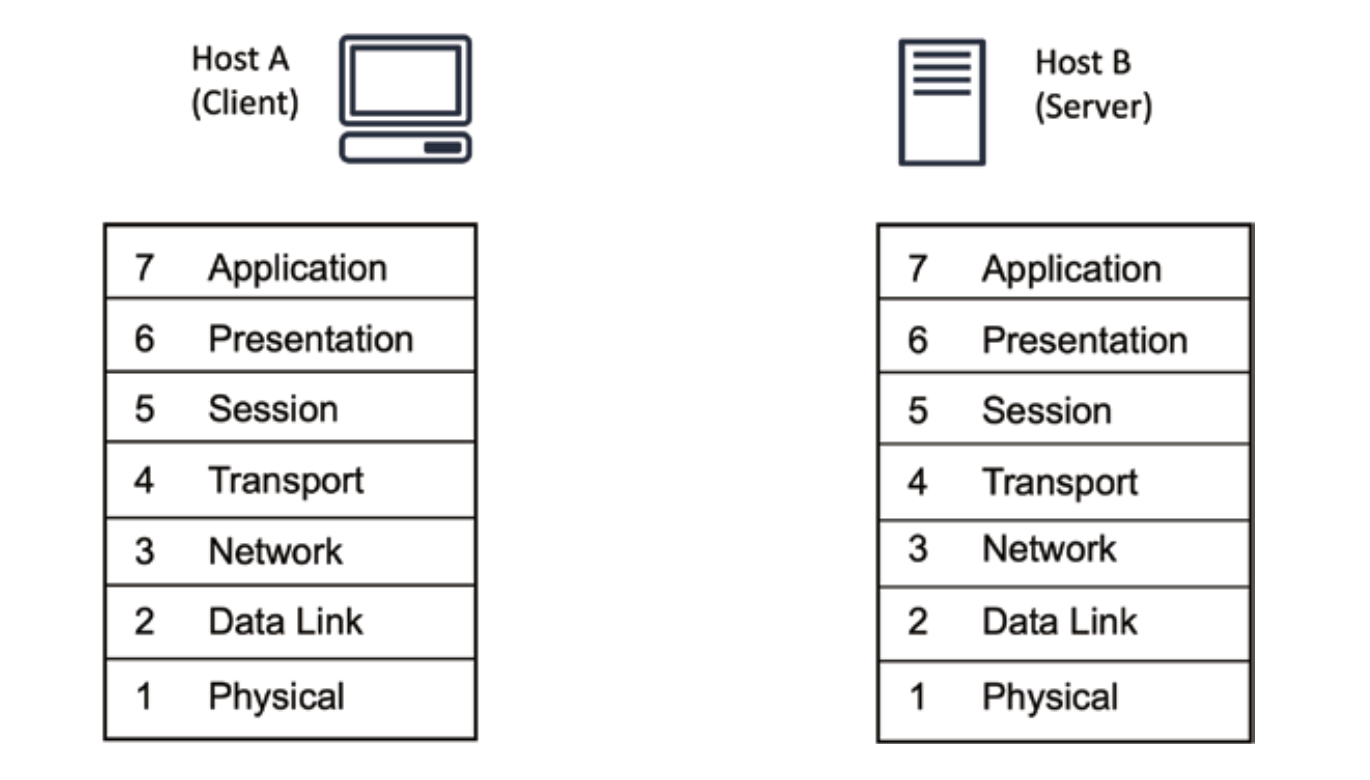 Host A
(Client)
Host B
(Server)
7 Application
6 Presentation
5 Session
4 Transport
3 Network
2 Data Link
1 Physical
7 Application
6 Presentation
5 Session
4 Transport
3 Network
2 Data Link
1 Physical